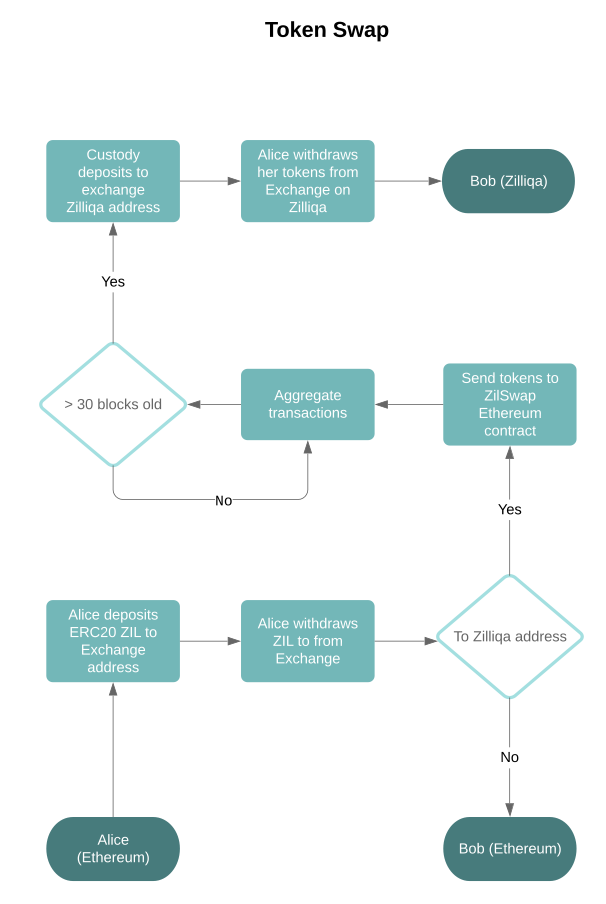 Token Swap
Custody
deposits to
exchange
Zilliqa address
Alice withdraws
her tokens from
Exchange on
Zilliqa
Bob (Zilliqa)
Yes
> 30 blocks old
Aggregate
transactions
Send tokens to
ZilSwap
Ethereum
contract
No
Yes
Alice deposits
ERC20 ZIL to
Exchange
address
Alice withdraws
ZIL to from
Exchange
To Zilliqa address
No
Alice
(Ethereum)
Bob (Ethereum)